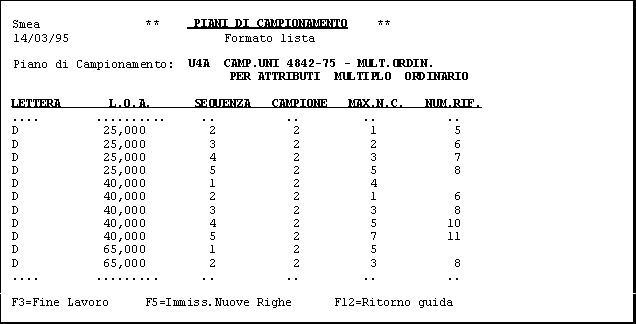 Smea ** PIANI DI CAMPIONAMENTO **
14/03/95 Formato lista
Piano di Campionamento: U4A CAMP.UNI 4842-75 - MULT.ORDIN.
PER ATTRIBUTI MULTIPLO ORDINARIO
LETTERA L.O.A. SEQUENZA CAMPIONE MAX.N.C. NUM.RIF.
.... .......... .. .. .. ..
D 25,000 2 2 1 5
D 25,000 3 2 2 6
D 25,000 4 2 3 7
D 25,000 5 2 5 8
D 40,000 1 2 4
D 40,000 2 2 1 6
D 40,000 3 2 3 8
D 40,000 4 2 5 10
D 40,000 5 2 7 11
D 65,000 1 2 5
D 65,000 2 2 3 8
.... ......... .. .. .. ..
F3=Fine Lavoro F5=Immiss.Nuove Righe F12=Ritorno guida